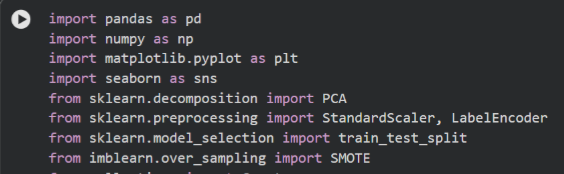 import pandas as pd
import numpy as np
import matplotlib.pyplot as plt
import seaborn as sns
from sklearn.decomposition import PCA
from sklearn.preprocessing import StandardScaler, LabelEncoder
from sklearn.model_selection import train_test_split
from imblearn.over_sampling import SMOTE